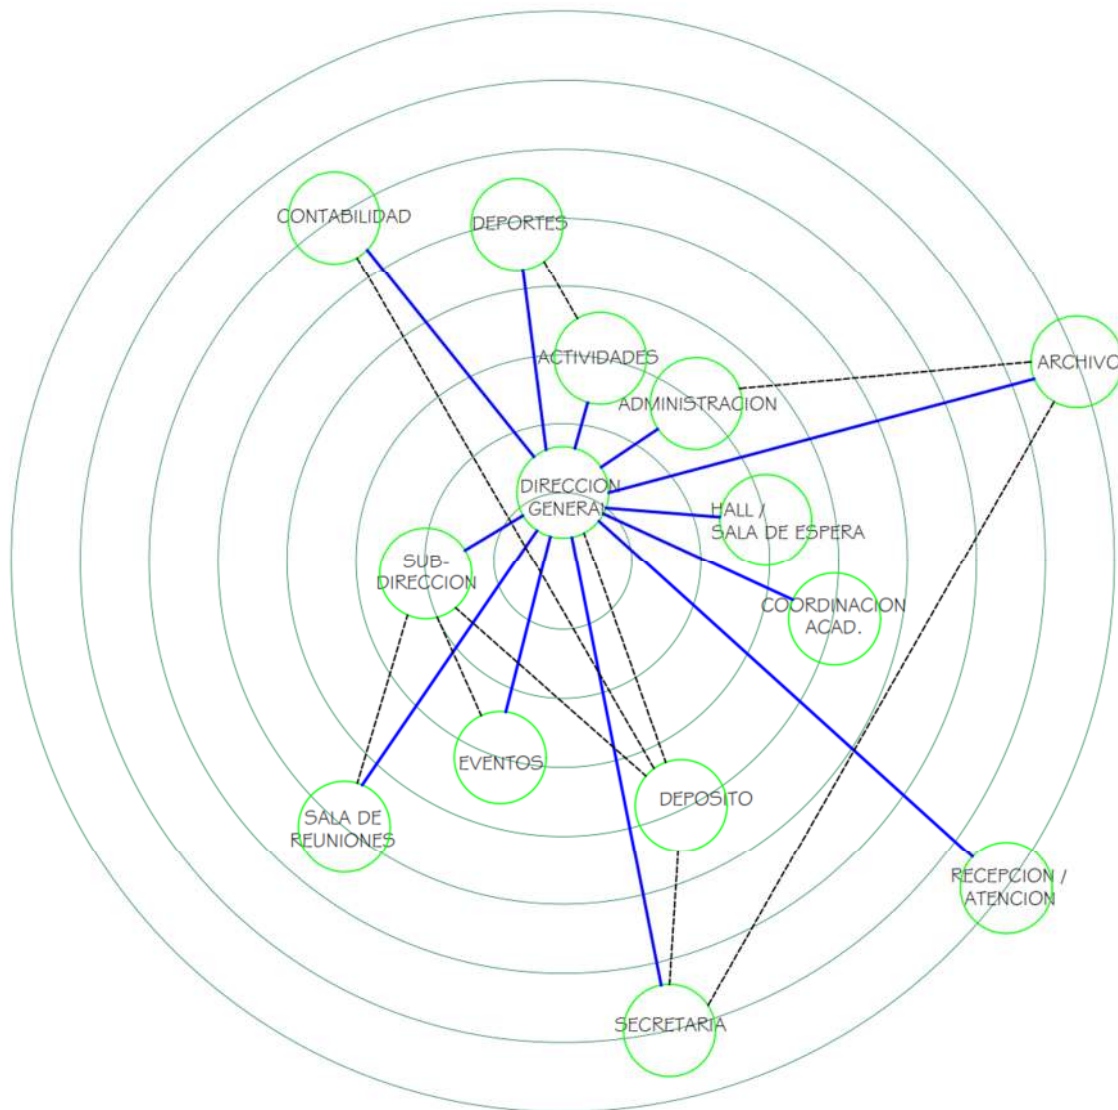 CONTABILIDAD
DEPORTES
ACTIVIDADES
ARCHIVO
ADMINISTRACION
DIRECCION
GENERAL
HALL /
SALA DE ESPERA
SUB-
DIRECCION
COORDINACION
ACAD.
EVENTOS
DEPOSITO
SALA DE
REUNIONES
RECEPCION /
ATENCION
SECRETARIA